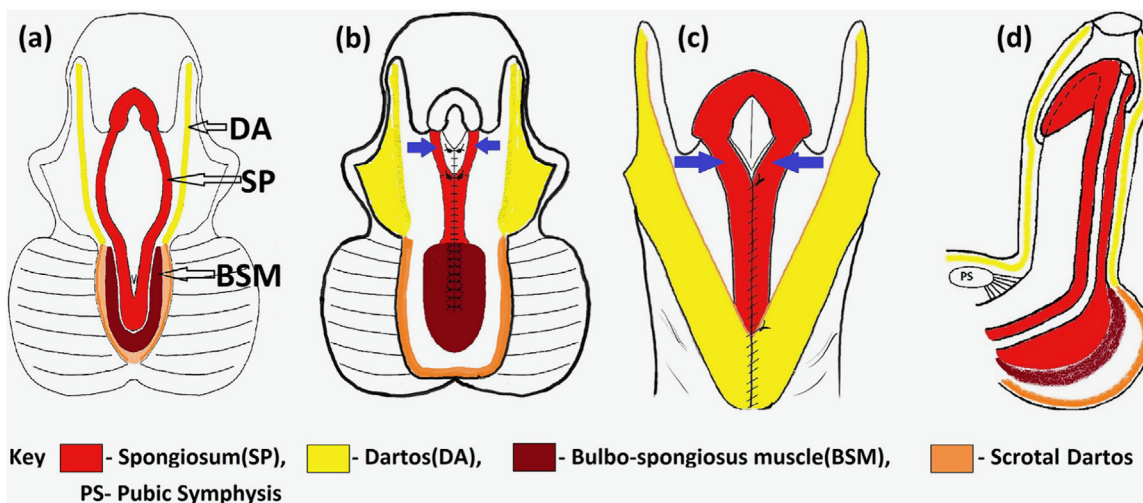 (a) (b) (c) (d)
DA
SP
BSM
PS
Key - Spongiosum(SP), - Dartos(DA), - Bulbo-spongiosus muscle(BSM), - Scrotal Dartos
PS- Pubic Symphysis